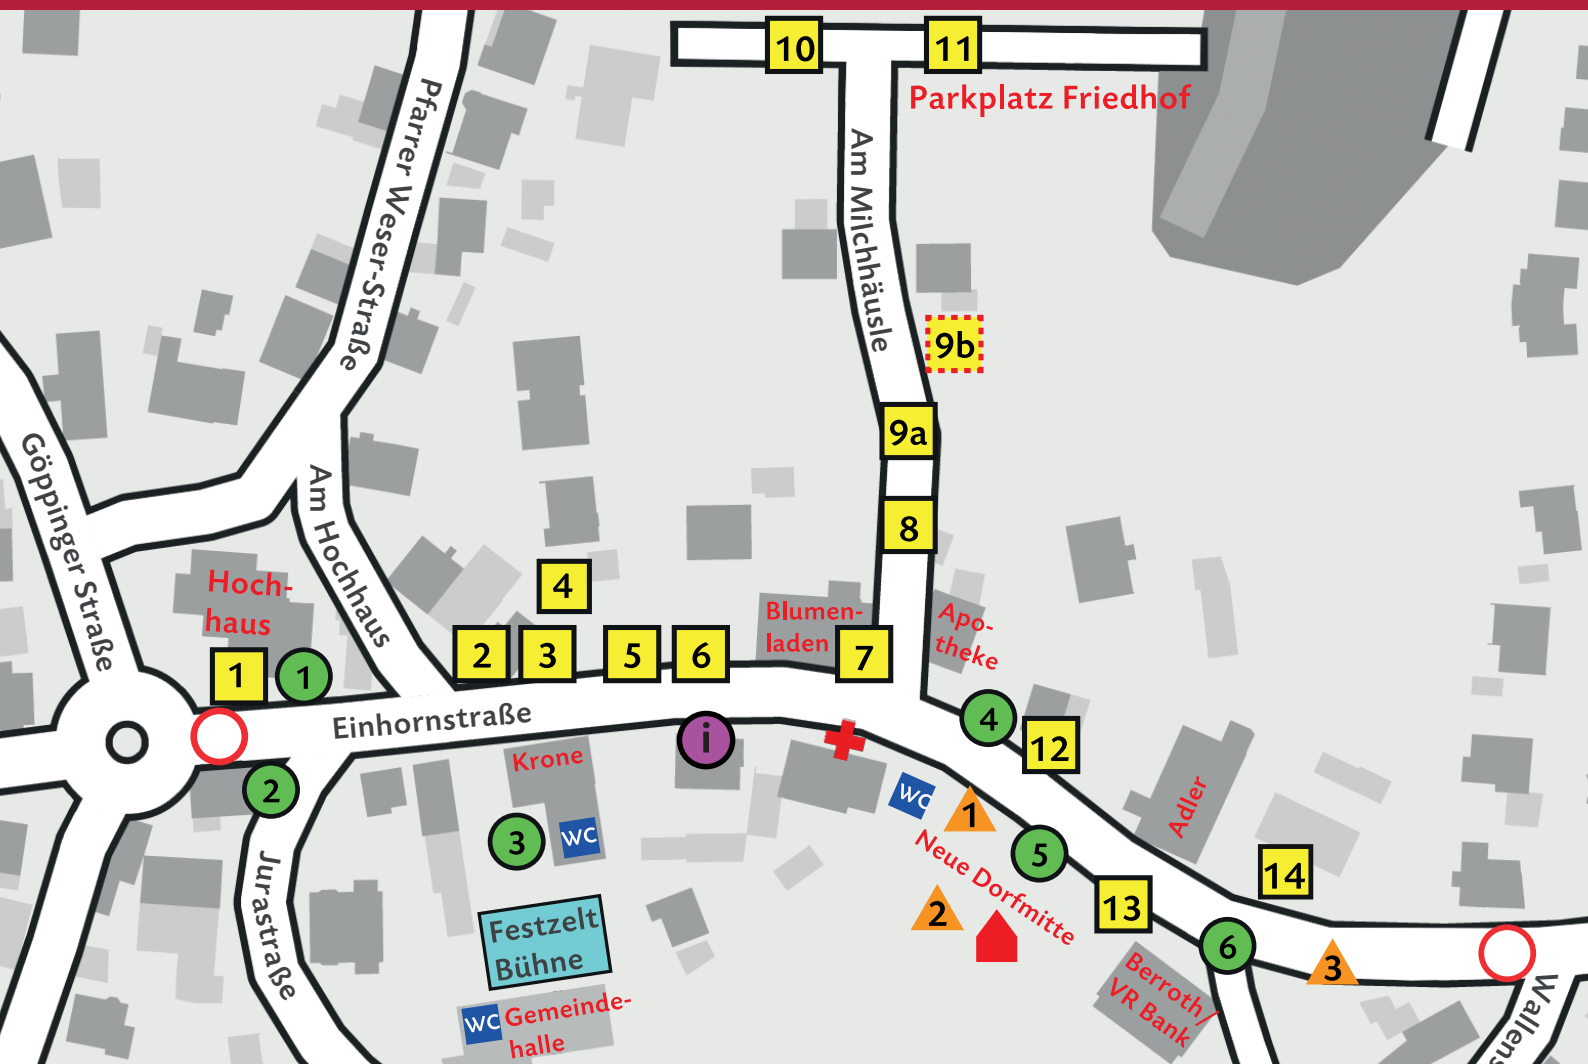 10
11
Parkplatz Friedhof
Pfarrer Weser-Straße
Am Milchhäusle
9b
9a
8
Göppinger Straße
Am Hochhaus
Hoch-
haus
1
1
2
3
4
5
6
Blumen-
laden
7
Apo-
theke
Einhornstraße
i
4
12
2
Krone
3
WC
WC
1
Neue Dorfmitte
5
Adler
14
2
13
6
3
Jurastraße
Festzelt
Bühne
WC
Gemeinde-
halle
Berroth/
VR Bank
Wallens